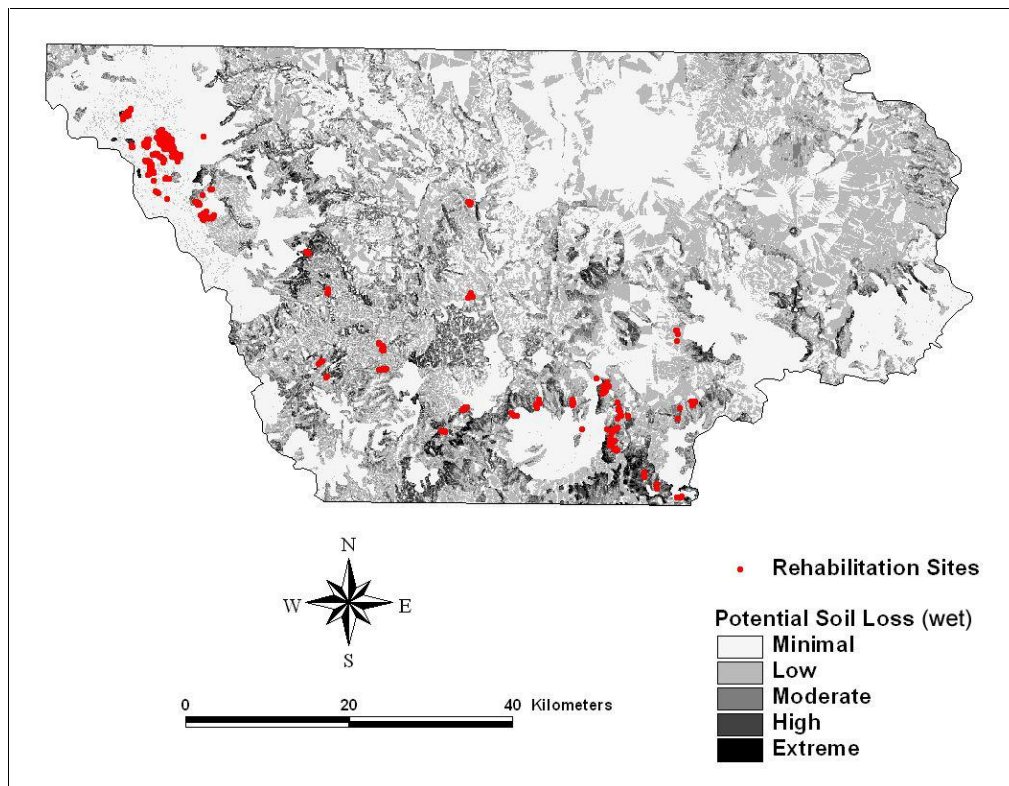 N
W E
S
0 20 40 Kilometers
Rehabilitation Sites
Potential Soil Loss (wet)
Minimal
Low
Moderate
High
Extreme